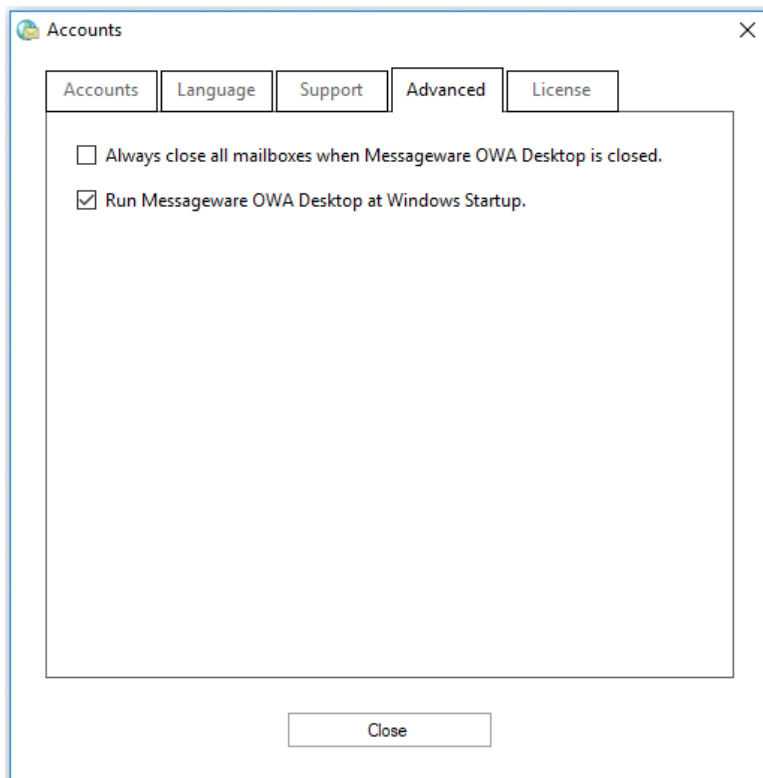 Accounts
Accounts Language Support Advanced License
Always close all mailboxes when Messageware OWA Desktop is closed.
Run Messageware OWA Desktop at Windows Startup.
Close